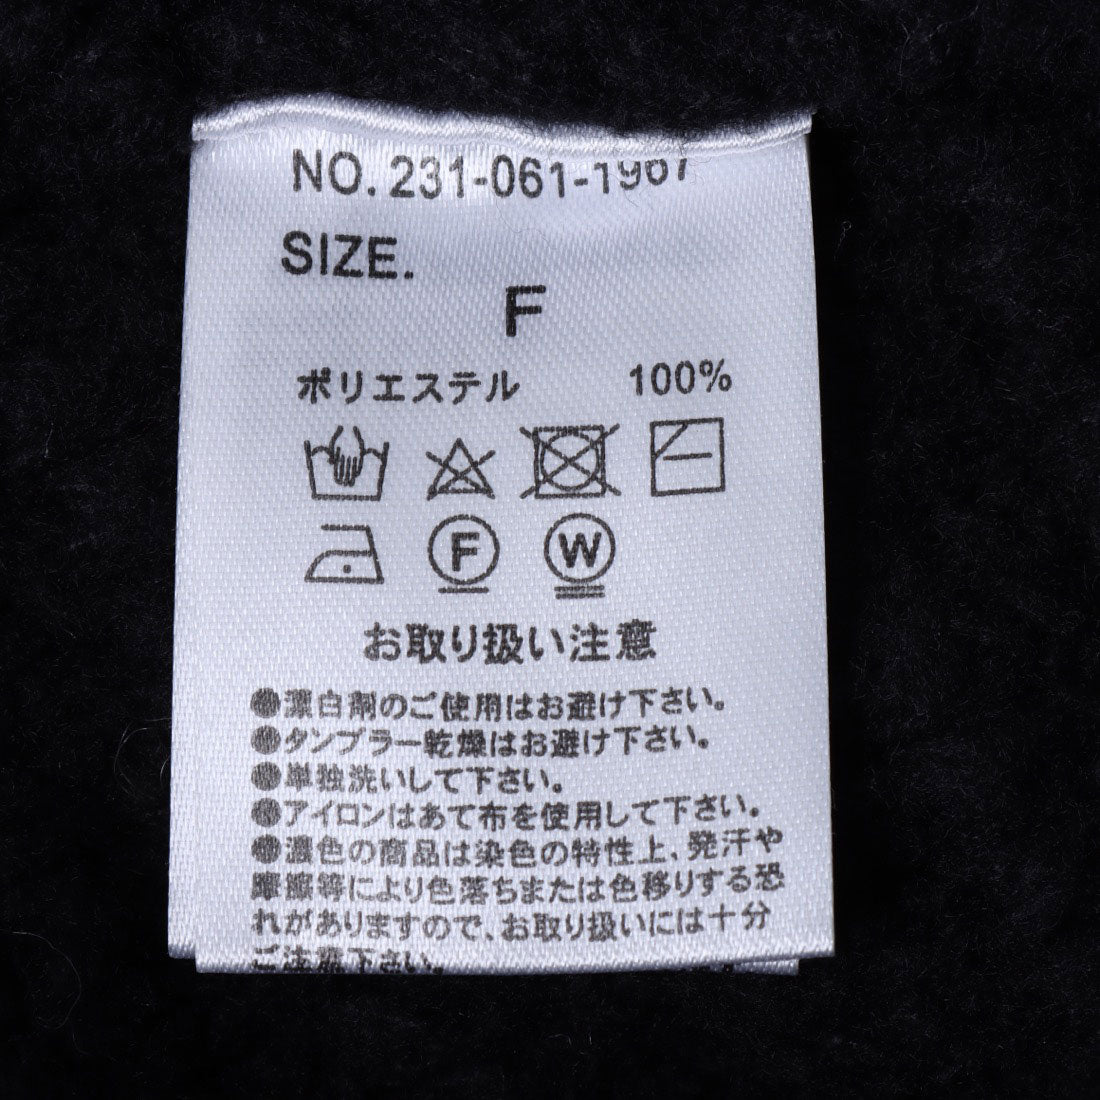 NO. 231-061-1967
SIZE.
F
ポリエステル 100%
F W
お取り扱い注意
●漂白剤のご使用はお避け下さい。
●タンブラー乾燥はお避け下さい。
●単独洗いして下さい。
●アイロンはあて布を使用して下さい。
●濃色の商品は染色の特性上、発汗や
摩擦等により色落ちまたは色移りする恐
れがありますので、お取り扱いには十分
ご注意下さい。